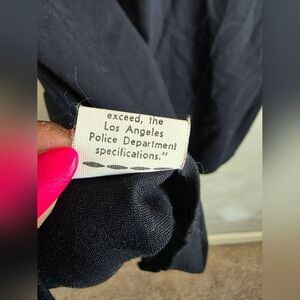 exceed, the
Los Angeles
Police Department
specifications."